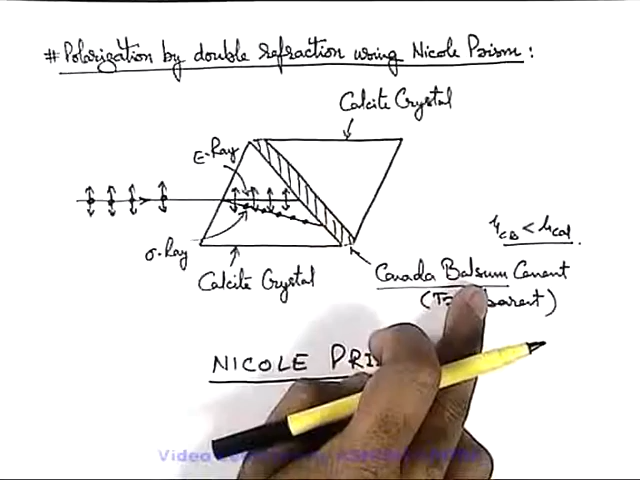 # Polarization by double refraction using Nicole Prism :
Calcite Crystal
E-Ray
μCB < μcal
O-Ray
Calcite Crystal
Canada Balsum Cement
NICOLE
Video